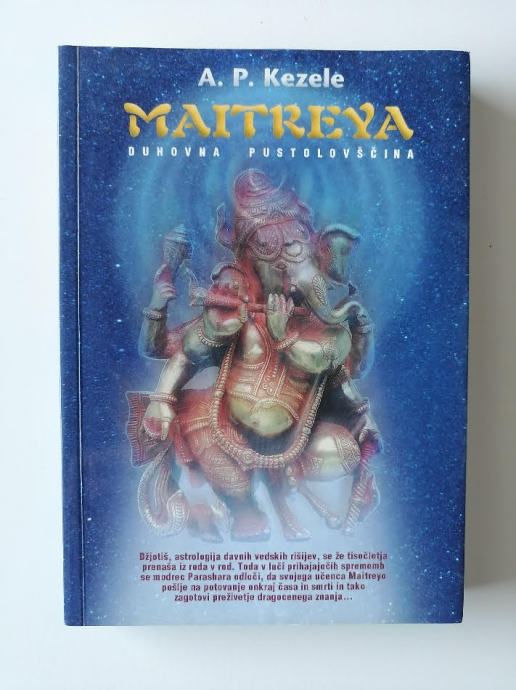 A. P. Kezele
MAITREYA
DUHOVNA PUSTOLOVŠČINA
Džjotiš, astrologija davnih vedskih rišijev, se že tisočletja
prenaša iz roda v rod. Toda v luči prihajajočih sprememb
se modrec Parashara odloči, da svojega učenca Maitreyo
pošlje na potovanje onkraj časa in smrti in tako
zagotovi preživetje dragocenega znanja...